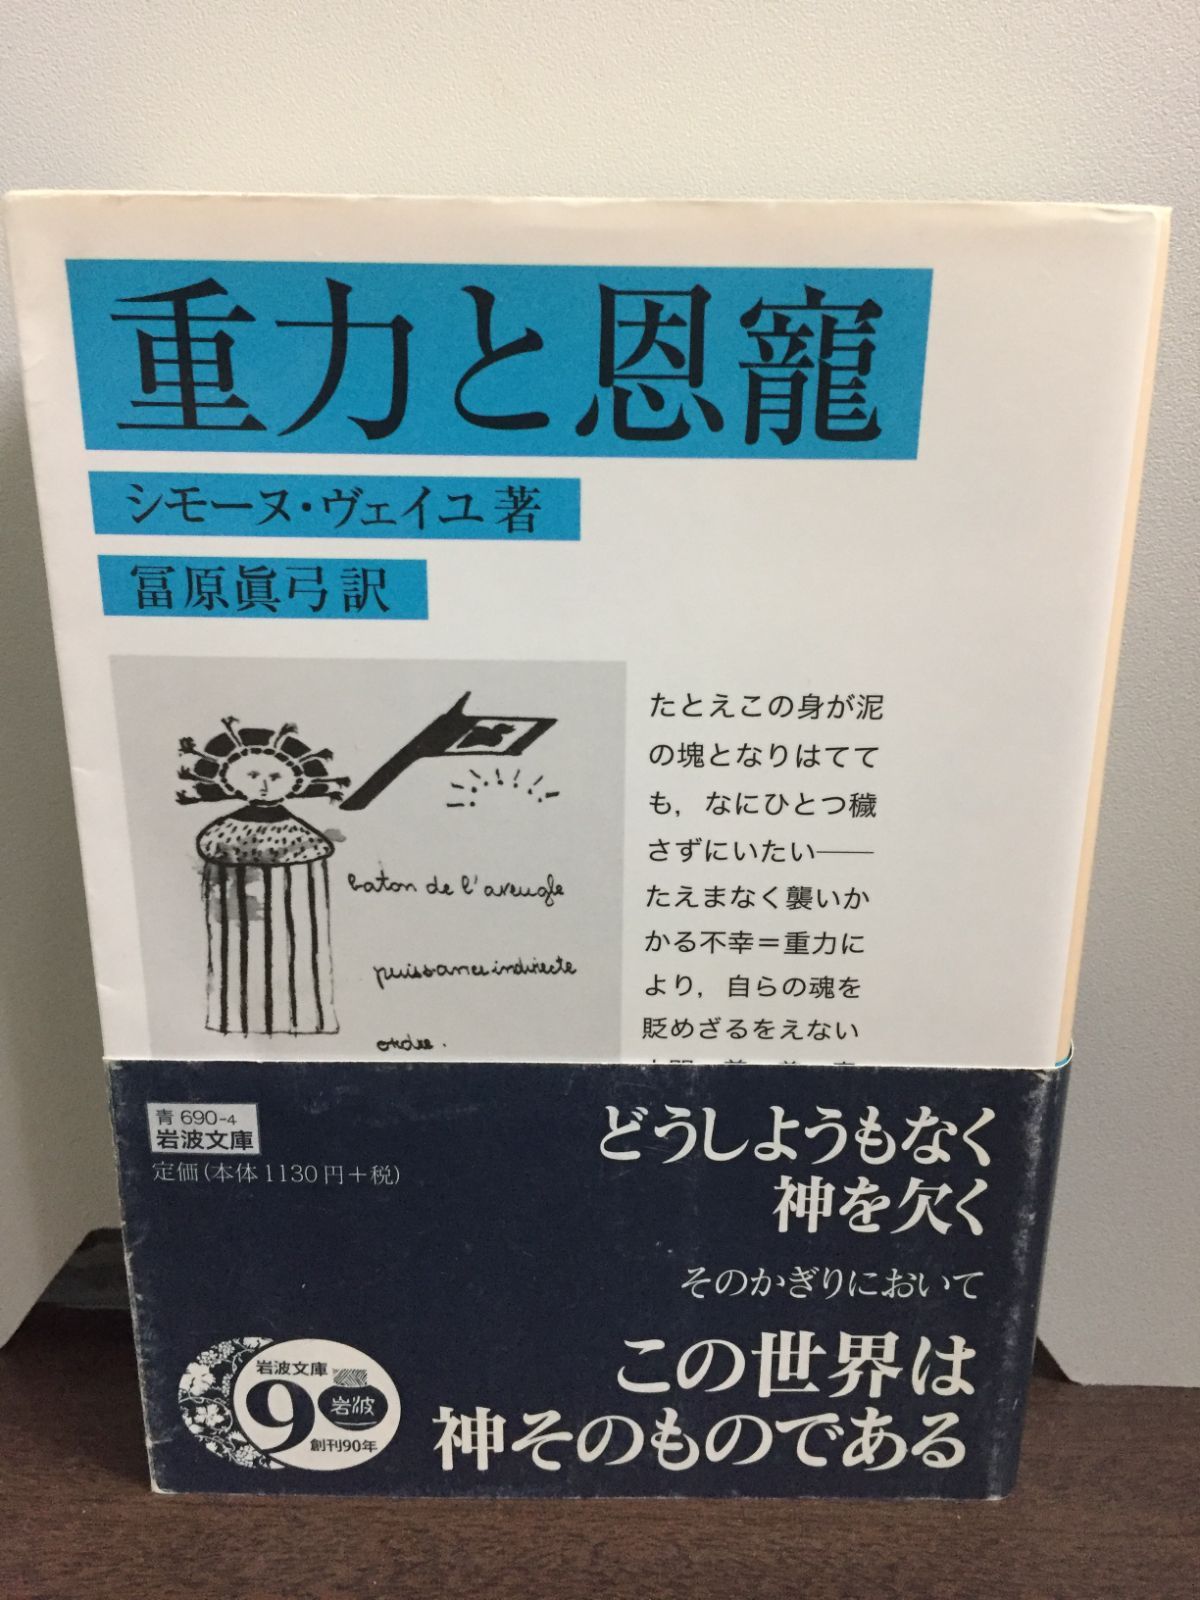 重力と恩寵
シモーヌ・ヴェイユ著
冨原眞弓訳
baton de l'aveugle
puissance indirecte
ordre.
たとえこの身が泥
の塊となりはてて
も，なにひとつ穢
さずにいたい――
たえまなく襲いか
かる不幸＝重力に
より，自らの魂を
貶めざるをえない
青 690-4
岩波文庫
定価(本体1130円＋税)
どうしようもなく
神を欠く
そのかぎりにおいて
この世界は
神そのものである
岩波文庫
90
岩波
創刊90年